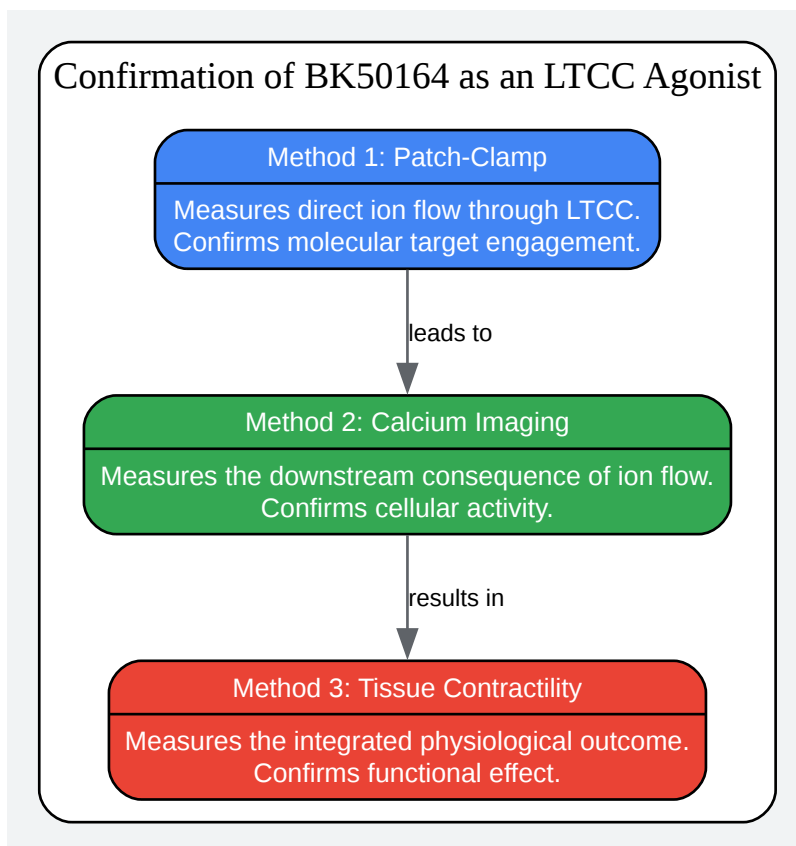 Confirmation of BK50164 as an LTCC Agonist
Method 1: Patch-Clamp
Measures direct ion flow through LTCC.
Confirms molecular target engagement.
leads to
Method 2: Calcium Imaging
Measures the downstream consequence of ion flow.
Confirms cellular activity.
results in
Method 3: Tissue Contractility
Measures the integrated physiological outcome.
Confirms functional effect.